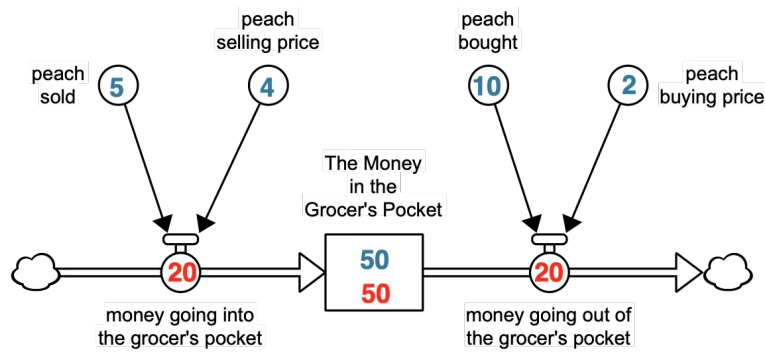 peach
selling price
peach
bought
peach
sold
5
4
10
2
peach
buying price
The Money
in the
Grocer's Pocket
20
50
50
20
money going into
the grocer's pocket
money going out of
the grocer's pocket